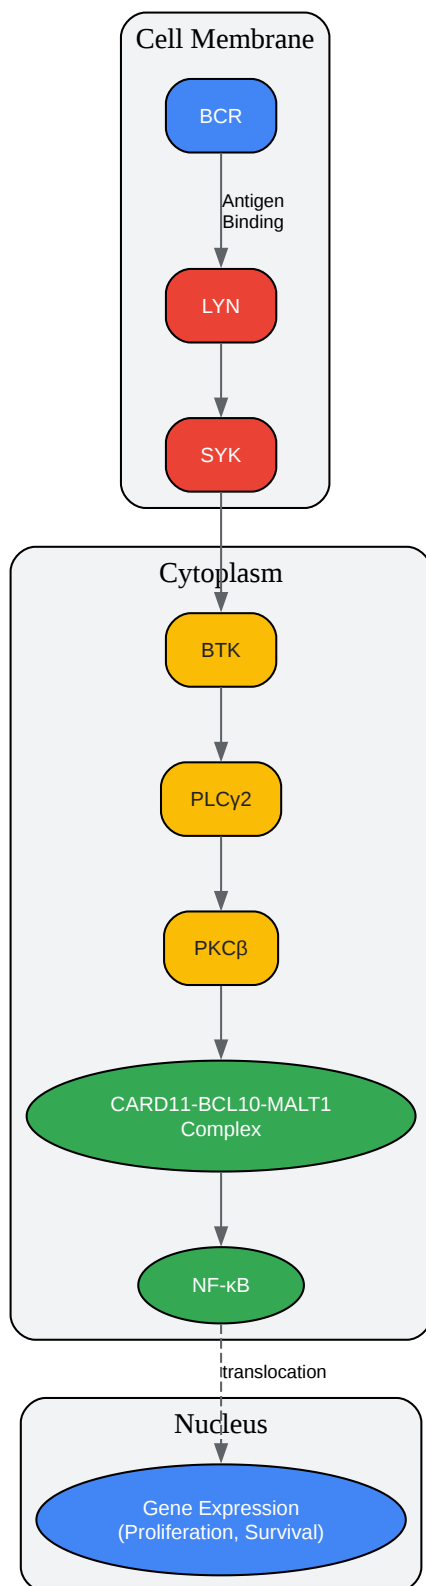 Cell Membrane
BCR
Antigen
Binding
LYN
SYK
Cytoplasm
BTK
PLCγ2
PKCβ
CARD11-BCL10-MALT1
Complex
NF-κB
translocation
Nucleus
Gene Expression
(Proliferation, Survival)